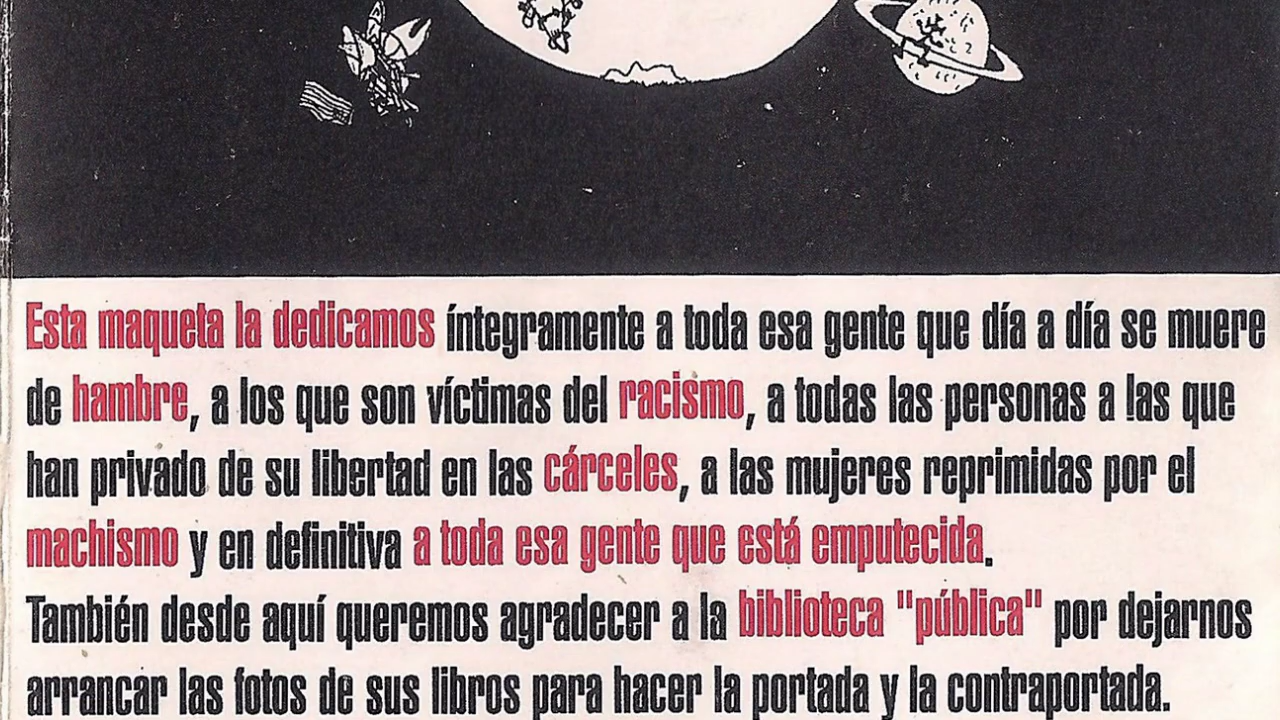 Esta maqueta la dedicamos íntegramente a toda esa gente que día a día se muere
de hambre, a los que son víctimas del racismo, a todas las personas a las que
han privado de su libertad en las cárceles, a las mujeres reprimidas por el
machismo y en definitiva a toda esa gente que está emputecida.
También desde aquí queremos agradecer a la biblioteca "pública" por dejarnos
arrancar las fotos de sus libros para hacer la portada y la contraportada.